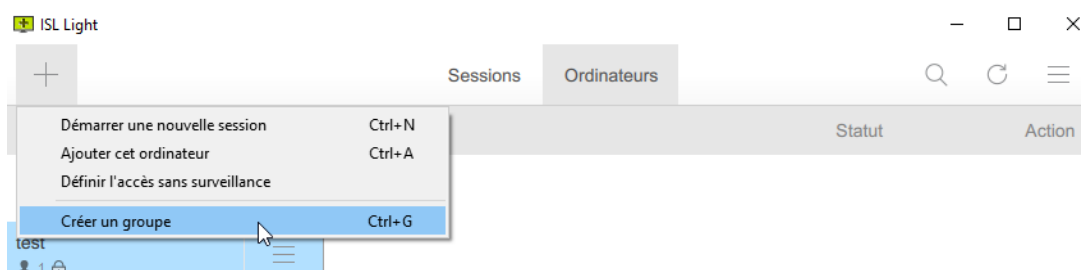 ISL Light
Sessions Ordinateurs
Démarrer une nouvelle session Ctrl+N
Ajouter cet ordinateur Ctrl+A
Définir l'accès sans surveillance
Créer un groupe Ctrl+G
Statut Action
test
1